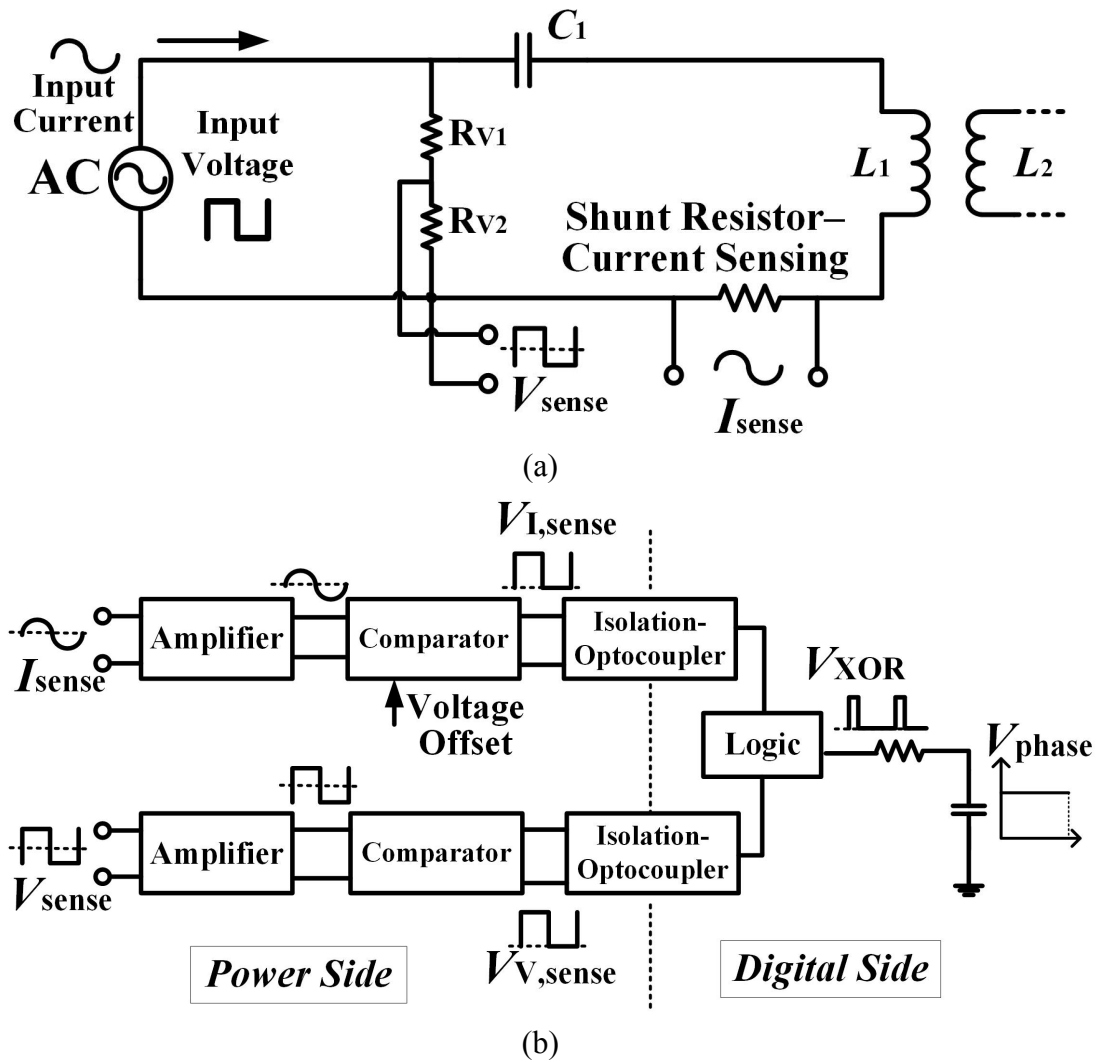 C1
Input
Current
Input
Voltage
AC
RV1
RV2
L1
L2
Shunt Resistor–
Current Sensing
Vsense
Isense
(a)
VI,sense
Amplifier
Comparator
Isolation-
Optocoupler
Isense
Voltage
Offset
VXOR
Logic
Vphase
Amplifier
Comparator
Isolation-
Optocoupler
Vsense
VV,sense
Power Side
Digital Side
(b)